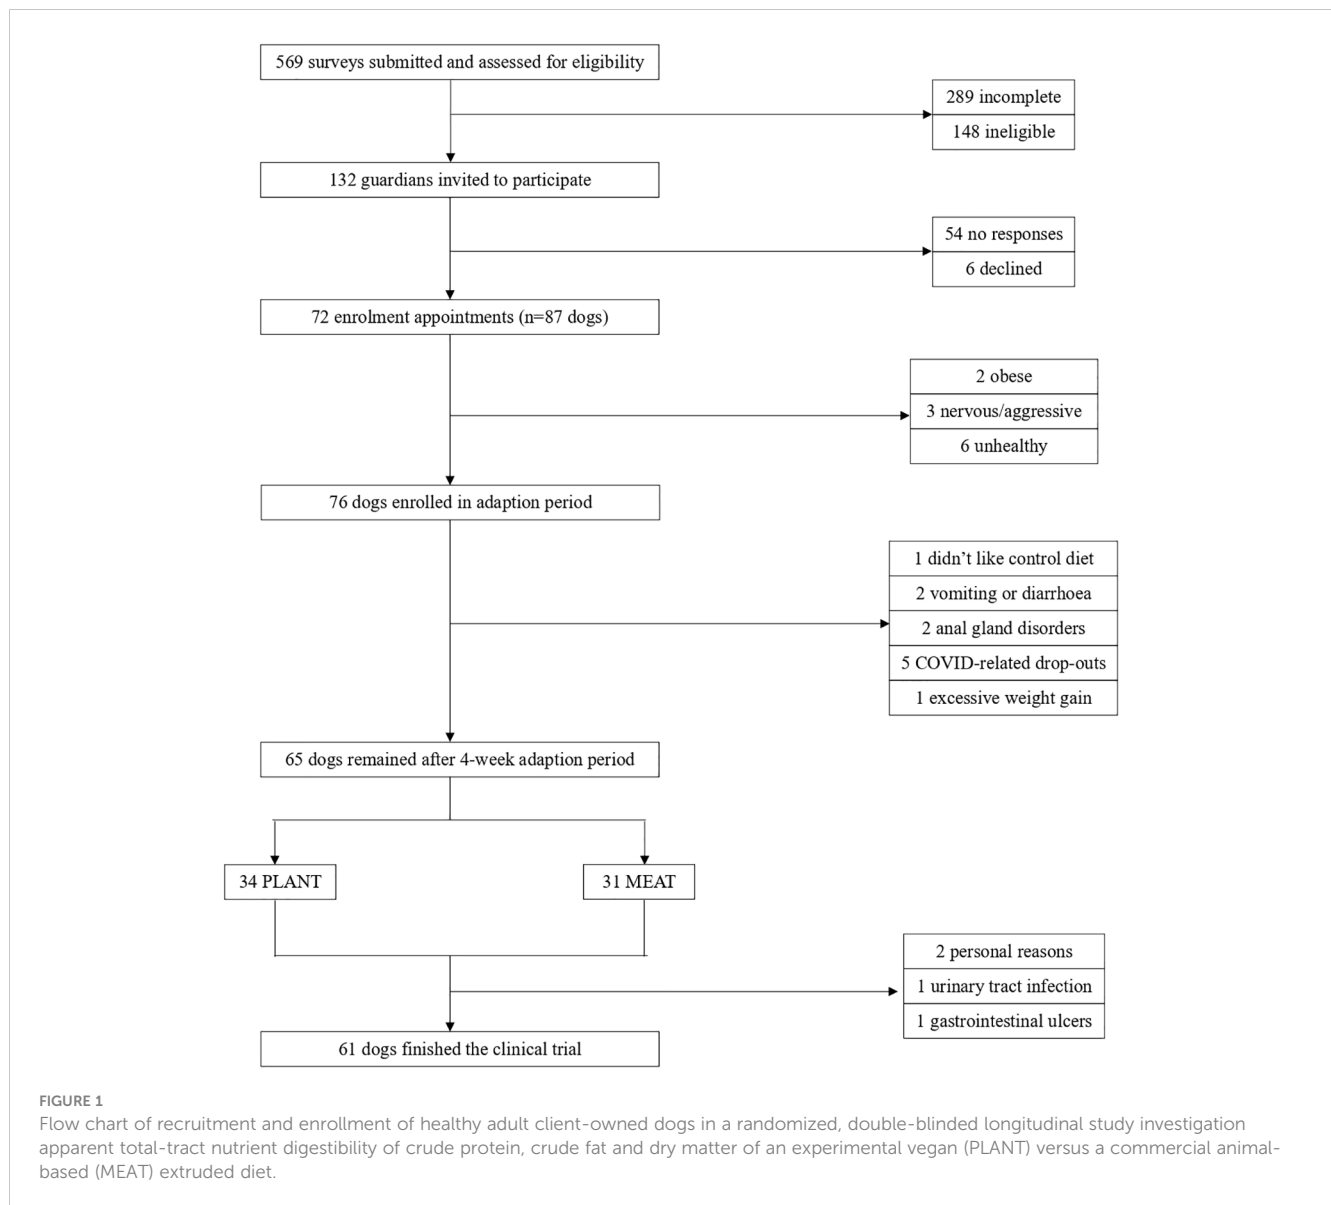 569 surveys submitted and assessed for eligibility
289 incomplete
148 ineligible
132 guardians invited to participate
54 no responses
6 declined
72 enrolment appointments (n=87 dogs)
2 obese
3 nervous/aggressive
6 unhealthy
76 dogs enrolled in adaption period
1 didn’t like control diet
2 vomiting or diarrhoea
2 anal gland disorders
5 COVID-related drop-outs
1 excessive weight gain
65 dogs remained after 4-week adaption period
34 PLANT
31 MEAT
2 personal reasons
1 urinary tract infection
1 gastrointestinal ulcers
61 dogs finished the clinical trial
FIGURE 1
Flow chart of recruitment and enrollment of healthy adult client-owned dogs in a randomized, double-blinded longitudinal study investigation
apparent total-tract nutrient digestibility of crude protein, crude fat and dry matter of an experimental vegan (PLANT) versus a commercial animal-
based (MEAT) extruded diet.